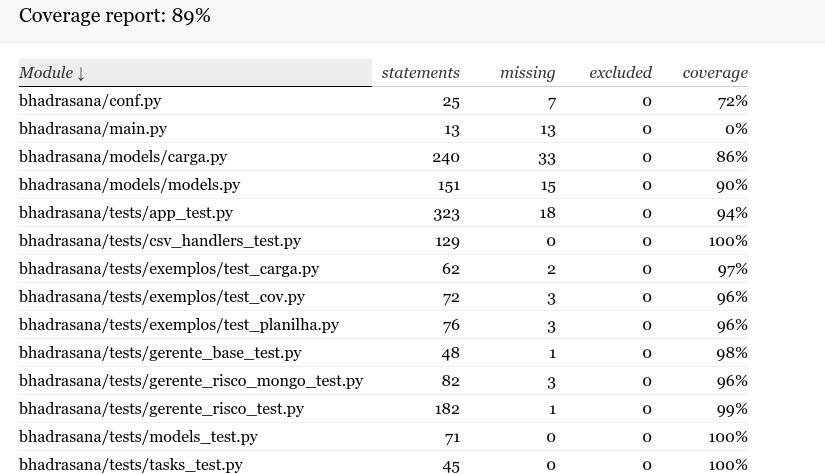 Coverage report: 89%
Module ↓ statements missing excluded coverage
bhadrasana/conf.py 25 7 0 72%
bhadrasana/main.py 13 13 0 0%
bhadrasana/models/carga.py 240 33 0 86%
bhadrasana/models/models.py 151 15 0 90%
bhadrasana/tests/app_test.py 323 18 0 94%
bhadrasana/tests/csv_handlers_test.py 129 0 0 100%
bhadrasana/tests/exemplos/test_carga.py 62 2 0 97%
bhadrasana/tests/exemplos/test_cov.py 72 3 0 96%
bhadrasana/tests/exemplos/test_planilha.py 76 3 0 96%
bhadrasana/tests/gerente_base_test.py 48 1 0 98%
bhadrasana/tests/gerente_risco_mongo_test.py 82 3 0 96%
bhadrasana/tests/gerente_risco_test.py 182 1 0 99%
bhadrasana/tests/models_test.py 71 0 0 100%
bhadrasana/tests/tasks_test.py 45 0 0 100%